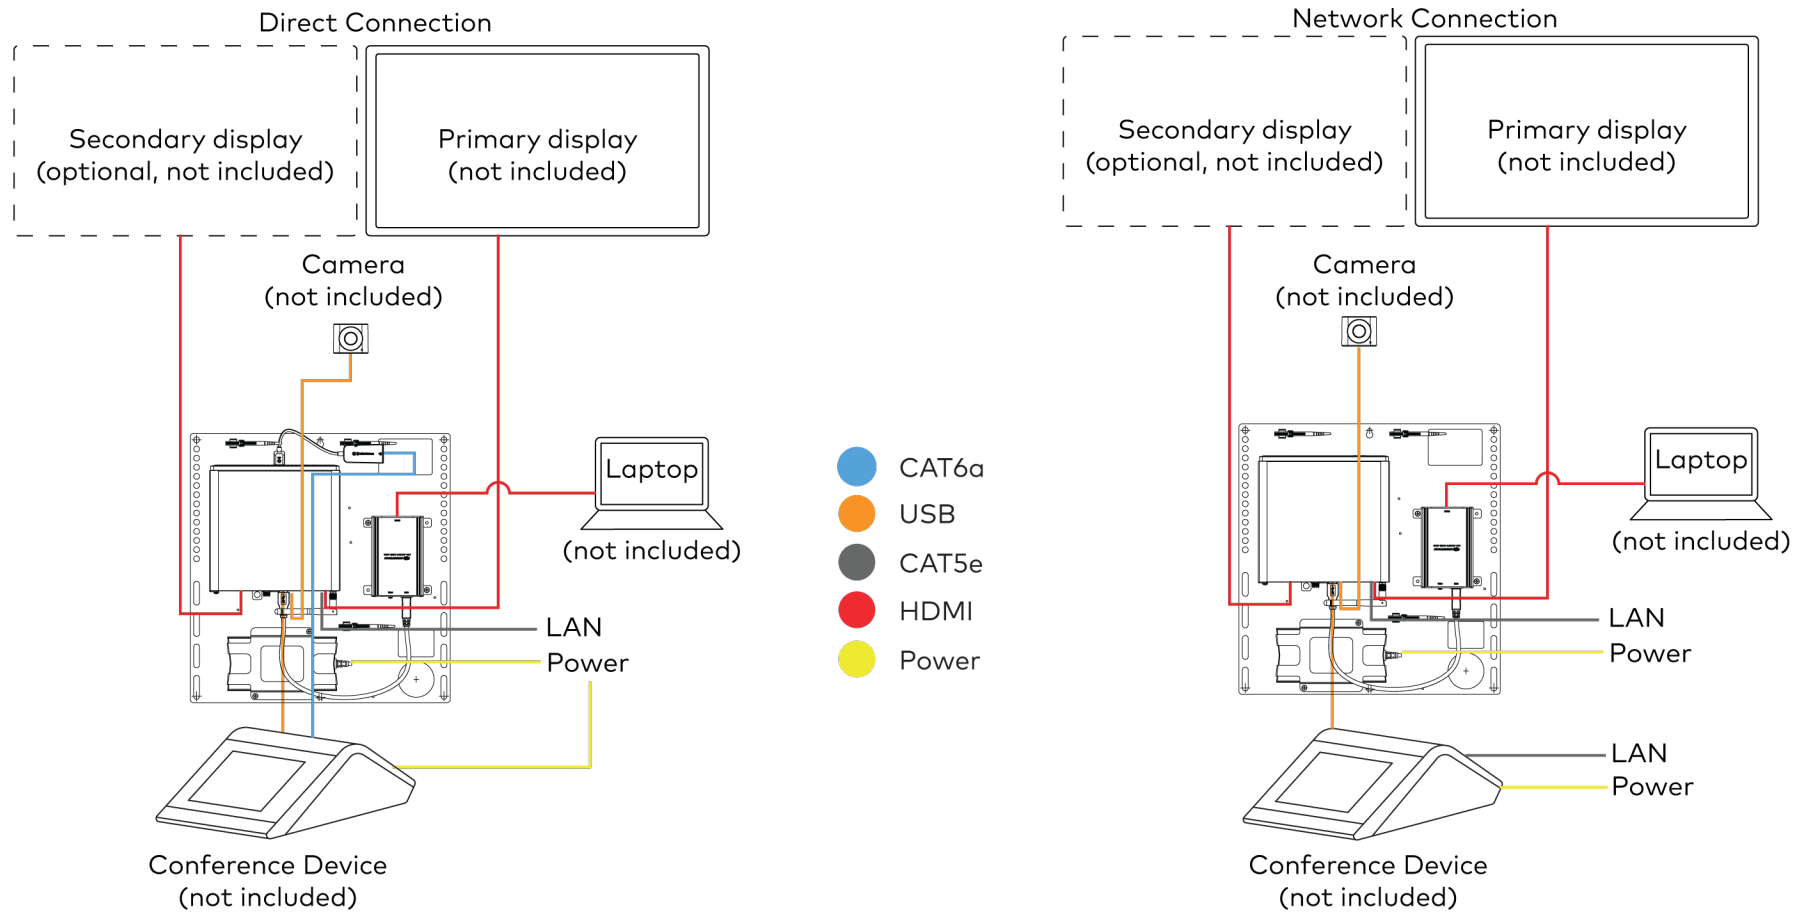 Direct Connection
Secondary display
(optional, not included)
Primary display
(not included)
Camera
(not included)
Laptop
(not included)
LAN
Power
Conference Device
(not included)
CAT6a
USB
CAT5e
HDMI
Power
Network Connection
Secondary display
(optional, not included)
Primary display
(not included)
Camera
(not included)
Laptop
(not included)
LAN
Power
LAN
Power
Conference Device
(not included)